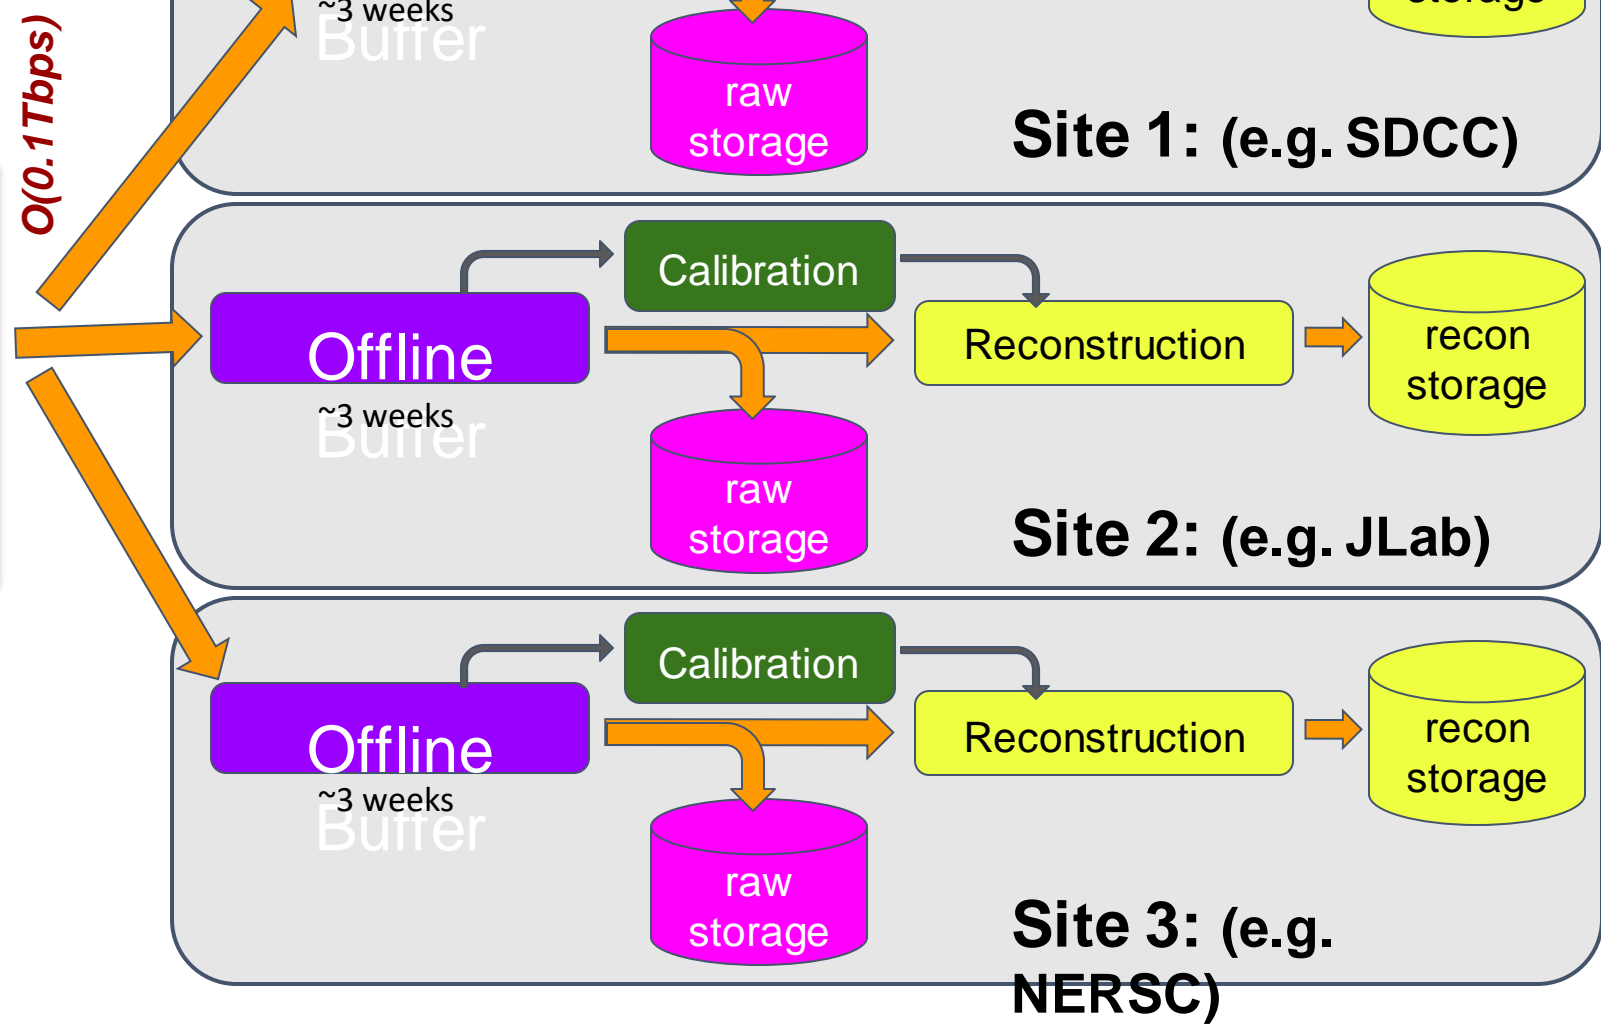 O(0.1Tbps)
~3 weeks
Buffer
storage
raw
storage
Site 1: (e.g. SDCC)
Calibration
Offline
Buffer
~3 weeks
Reconstruction
recon
storage
raw
storage
Site 2: (e.g. JLab)
Calibration
Offline
Buffer
~3 weeks
Reconstruction
recon
storage
raw
storage
Site 3: (e.g.
NERSC)